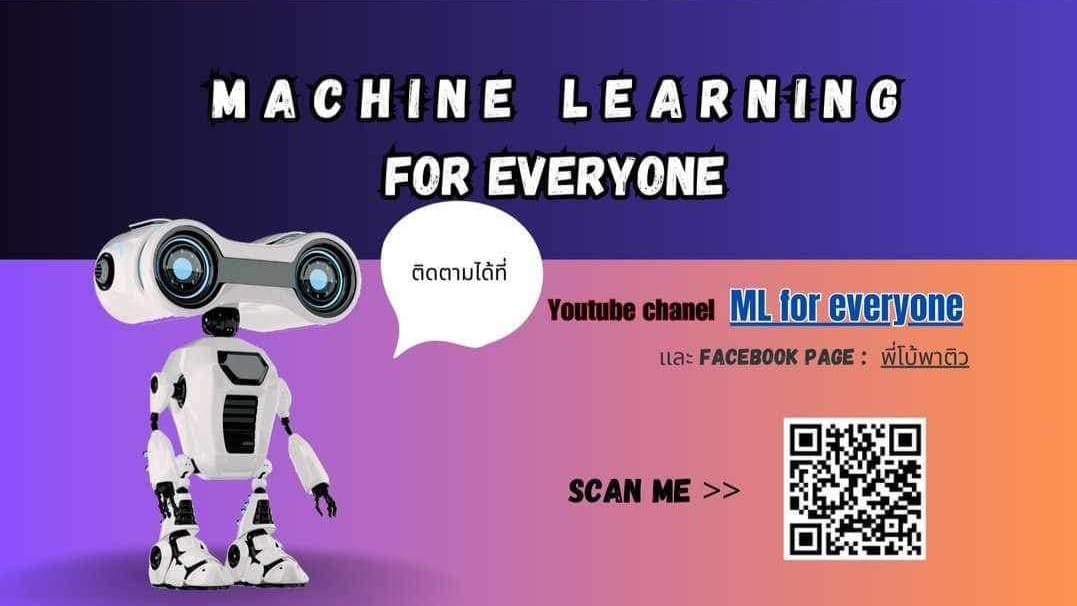 MACHINE LEARNING
FOR EVERYONE
ติดตามได้ที่
Youtube chanel ML for everyone
และ FACEBOOK PAGE : พี่โบ้พาติว
SCAN ME >>